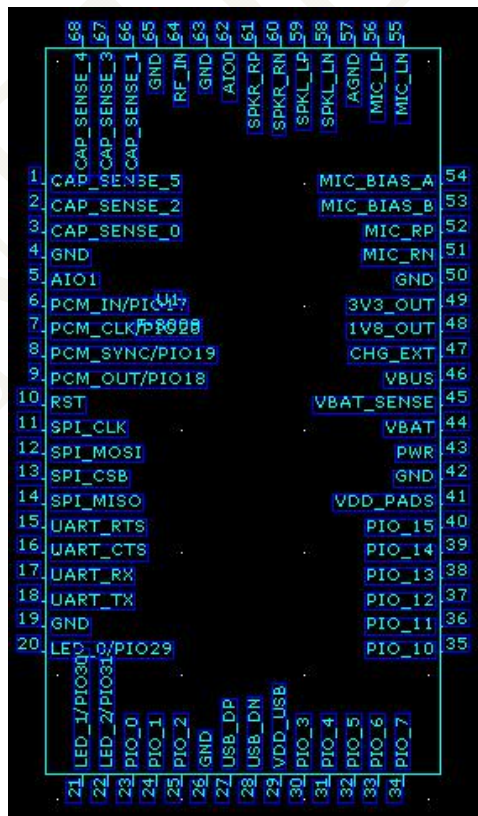 68 67 66 65 64 63 62 61 60 59 58 57 56 55
CAP_SENSE_4
CAP_SENSE_3
CAP_SENSE_1
GND
RF_IN
GND
AIO0
SPKR_RP
SPKR_RN
SPKL_LP
SPKL_LN
AGND
MIC_LP
MIC_LN
1 CAP_SENSE_5 MIC_BIAS_A 54
2 CAP_SENSE_2 MIC_BIAS_B 53
3 CAP_SENSE_0 MIC_RP 52
4 GND MIC_RN 51
5 AIO1 GND 50
6 PCM_IN/PIO17 U1 3V3_OUT 49
7 PCM_CLK/PIO20 1V8_OUT 48
8 PCM_SYNC/PIO19 CHG_EXT 47
9 PCM_OUT/PIO18 VBUS 46
10 RST VBAT_SENSE 45
11 SPI_CLK VBAT 44
12 SPI_MOSI PWR 43
13 SPI_CSB GND 42
14 SPI_MISO VDD_PADS 41
15 UART_RTS PIO_15 40
16 UART_CTS PIO_14 39
17 UART_RX PIO_13 38
18 UART_TX PIO_12 37
19 GND PIO_11 36
20 LED_0/PIO29 PIO_10 35
LED_1/PIO30
LED_2/PIO31
PIO_0
PIO_1
PIO_2
GND
USB_DP
USB_DN
VDD_USB
PIO_3
PIO_4
PIO_5
PIO_6
PIO_7
21 22 23 24 25 26 27 28 29 30 31 32 33 34